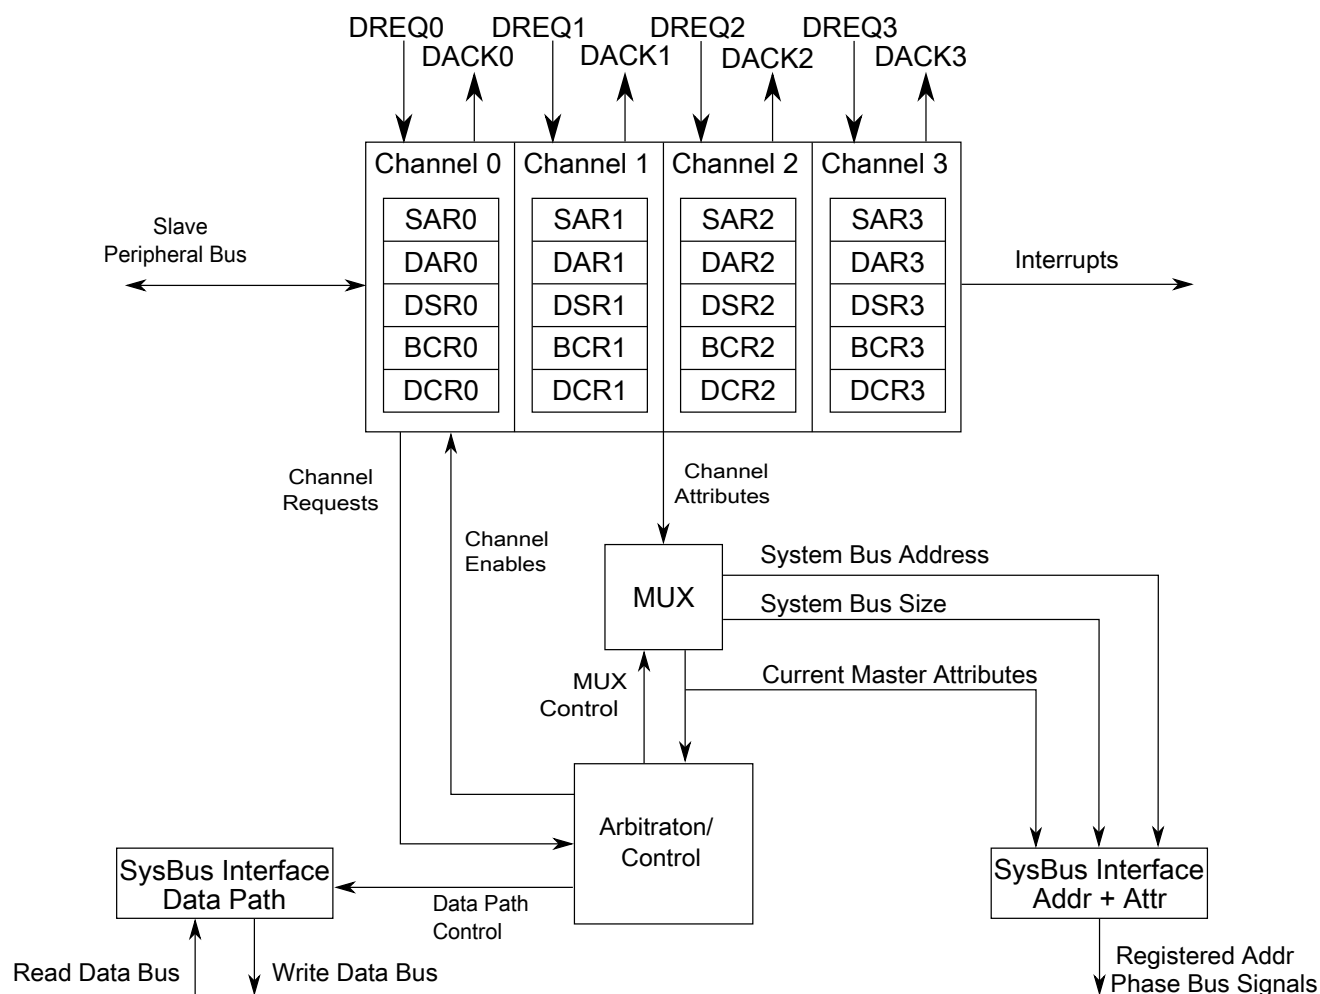 DREQ0 DREQ1 DREQ2 DREQ3
DACK0 DACK1 DACK2 DACK3
Channel 0 Channel 1 Channel 2 Channel 3
SAR0 SAR1 SAR2 SAR3
DAR0 DAR1 DAR2 DAR3
DSR0 DSR1 DSR2 DSR3
BCR0 BCR1 BCR2 BCR3
DCR0 DCR1 DCR2 DCR3
Slave
Peripheral Bus
Interrupts
Channel
Requests
Channel
Enables
Channel
Attributes
MUX
System Bus Address
System Bus Size
Current Master Attributes
MUX
Control
Arbitraton/
Control
SysBus Interface
Data Path
Data Path
Control
SysBus Interface
Addr + Attr
Read Data Bus
Write Data Bus
Registered Addr
Phase Bus Signals